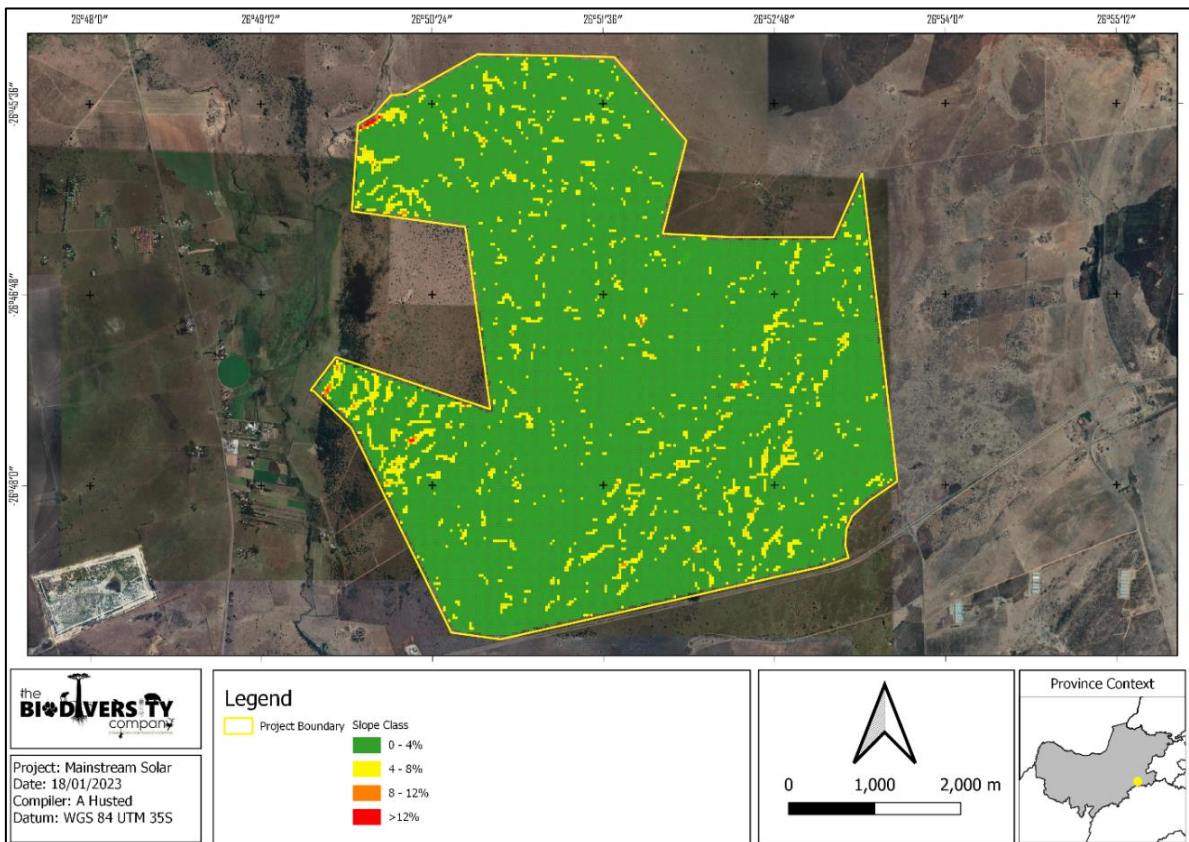 26°48'0" 26°48'12" 26°50'24" 26°51'36" 26°52'48" 26°54'0" 26°55'12"
-26°45'36"
-26°46'48"
-26°48'0"
the
BIODIVERSITY
company
Project: Mainstream Solar
Date: 18/01/2023
Compiler: A Husted
Datum: WGS 84 UTM 35S
Legend
Project Boundary
Slope Class
0 - 4%
4 - 8%
8 - 12%
>12%
0 1,000 2,000 m
Province Context